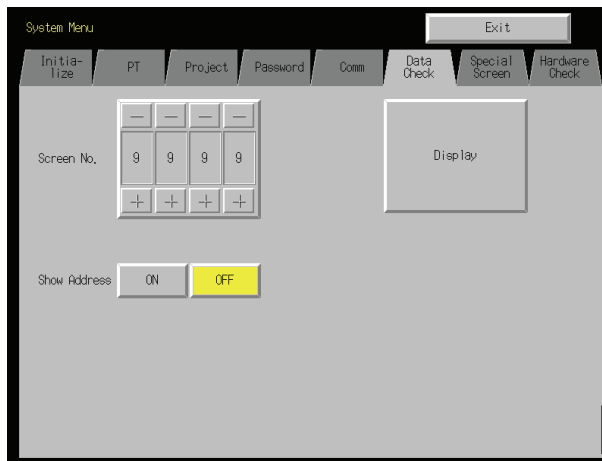 System Menu
Exit
Initia-
lize
PT
Project
Password
Comm
Data
Check
Special
Screen
Hardware
Check
— — — —
Screen No. 9 9 9 9
+ + + +
Display
Show Address ON OFF